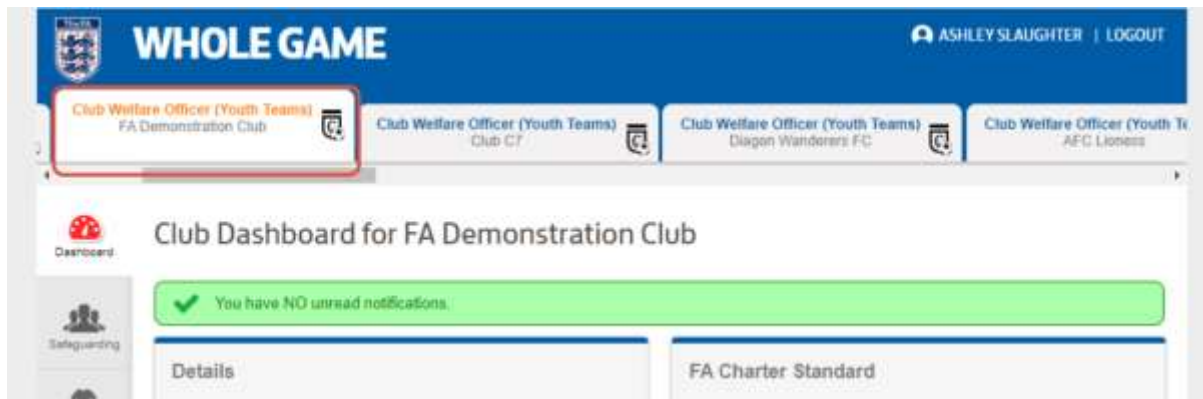 WHOLE GAME
ASHLEY SLAUGHTER | LOGOUT
Club Welfare Officer (Youth Teams)
FA Demonstration Club
Club Welfare Officer (Youth Teams)
Club C7
Club Welfare Officer (Youth Teams)
Diagon Wanderers FC
Club Welfare Officer (Youth Te
AFC Lioness
Dashboard
Club Dashboard for FA Demonstration Club
You have NO unread notifications.
Safeguarding
Details
FA Charter Standard